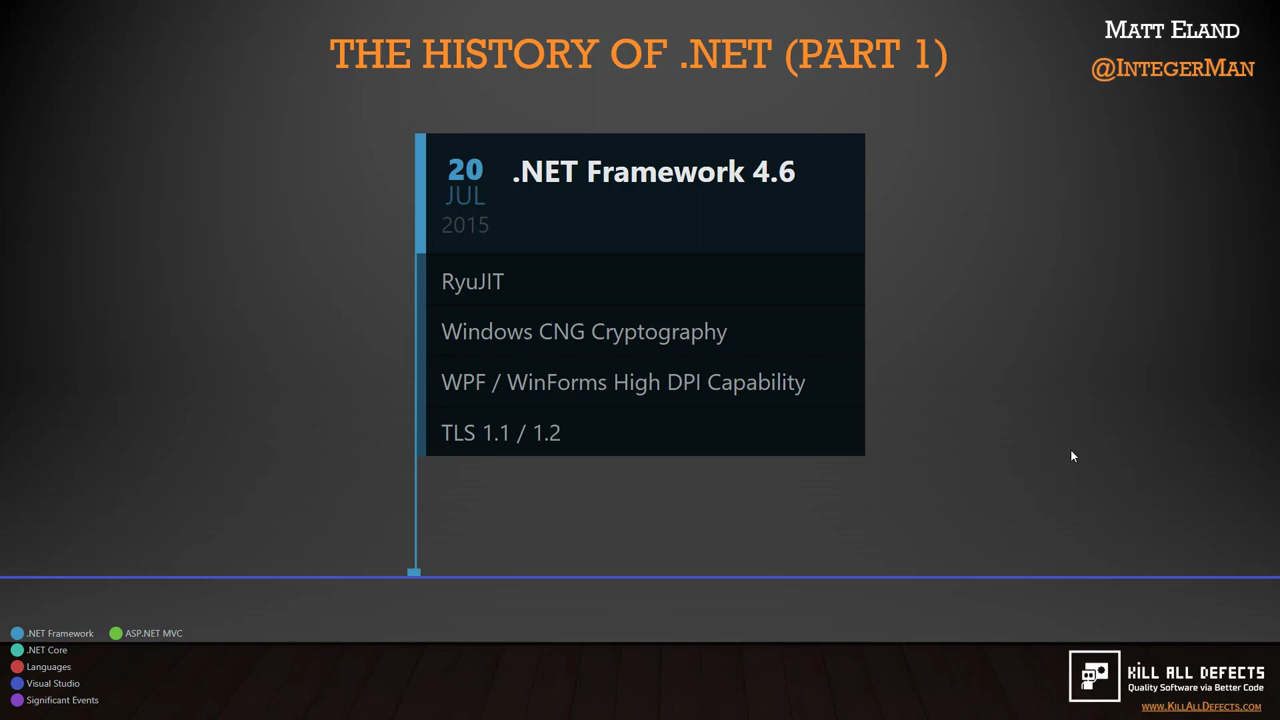 THE HISTORY OF .NET (PART 1)
MATT ELAND
@INTEGERMAN
20
JUL
2015
.NET Framework 4.6
RyuJIT
Windows CNG Cryptography
WPF / WinForms High DPI Capability
TLS 1.1 / 1.2
.NET Framework
ASP.NET MVC
.NET Core
Languages
Visual Studio
Significant Events
KILL ALL DEFECTS
Quality Software via Better Code
WWW.KILLALLDEFECTS.COM